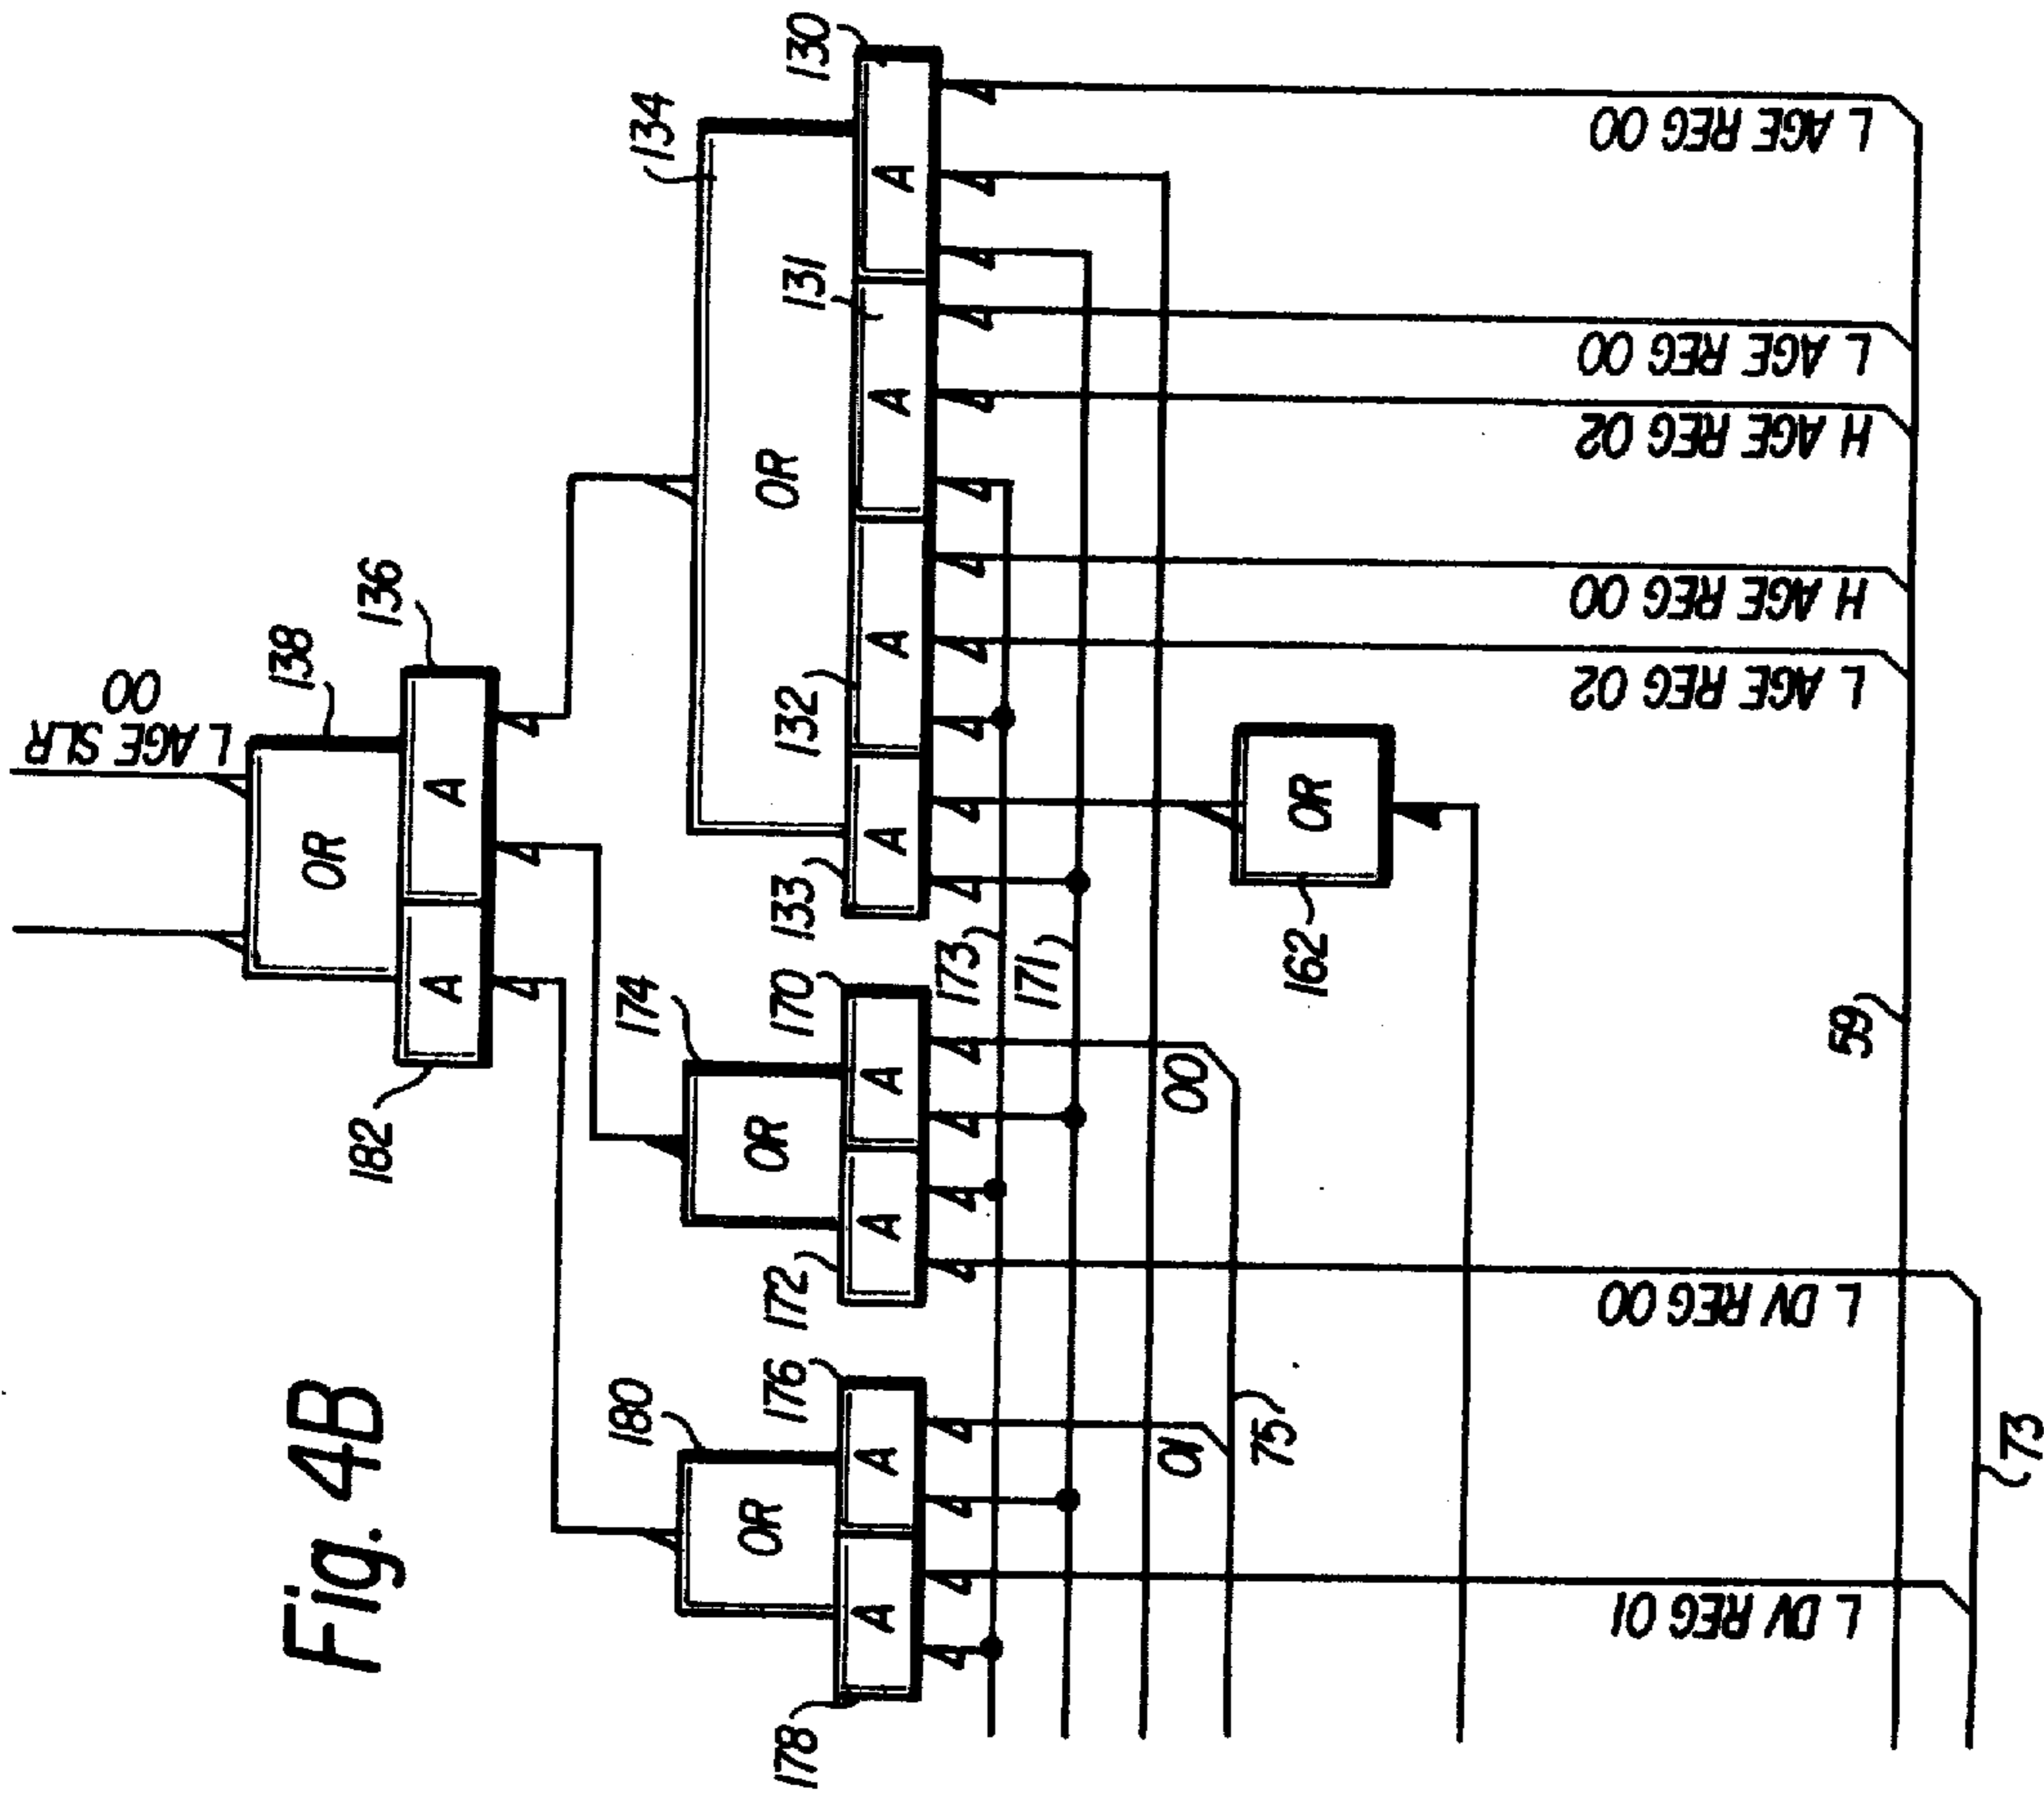 Fig. 4B
L AGE SLR
00
138
OR
136
A
A
182
134
OR
130
131
132
133
A
A
A
A
174
OR
170
172
A
A
180
OR
176
178
A
A
173
171
162
OR
00
01
75
59
73
L AGE REG 00
L AGE REG 00
H AGE REG 02
H AGE REG 00
L AGE REG 02
L DV REG 00
L DV REG 01